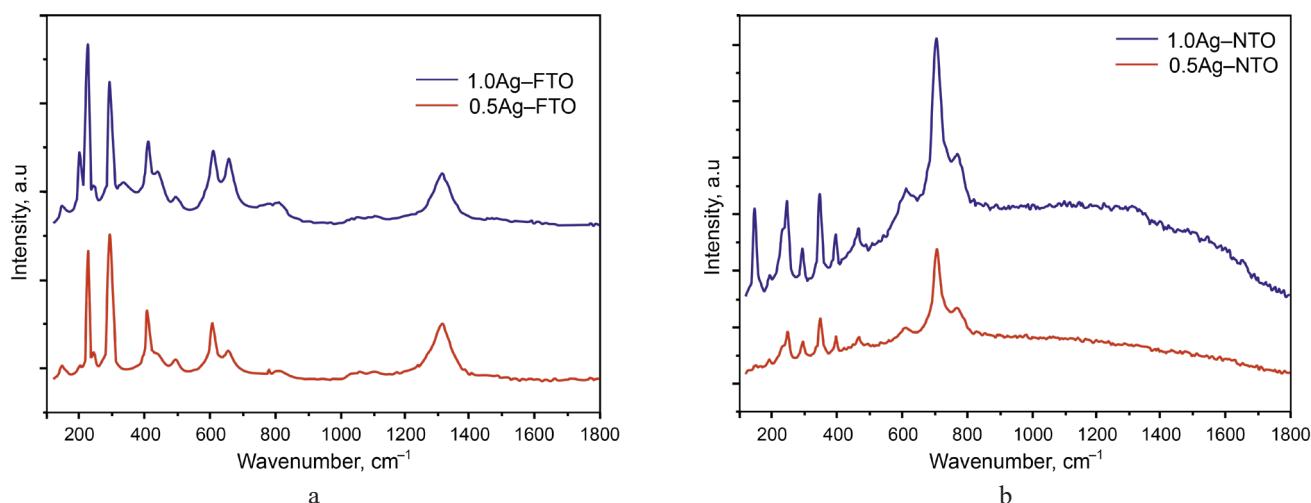 1.0Ag–FTO
0.5Ag–FTO
Intensity, a.u
200 400 600 800 1000 1200 1400 1600 1800
Wavenumber, cm–1
a
1.0Ag–NTO
0.5Ag–NTO
Intensity, a.u
200 400 600 800 1000 1200 1400 1600 1800
Wavenumber, cm–1
b